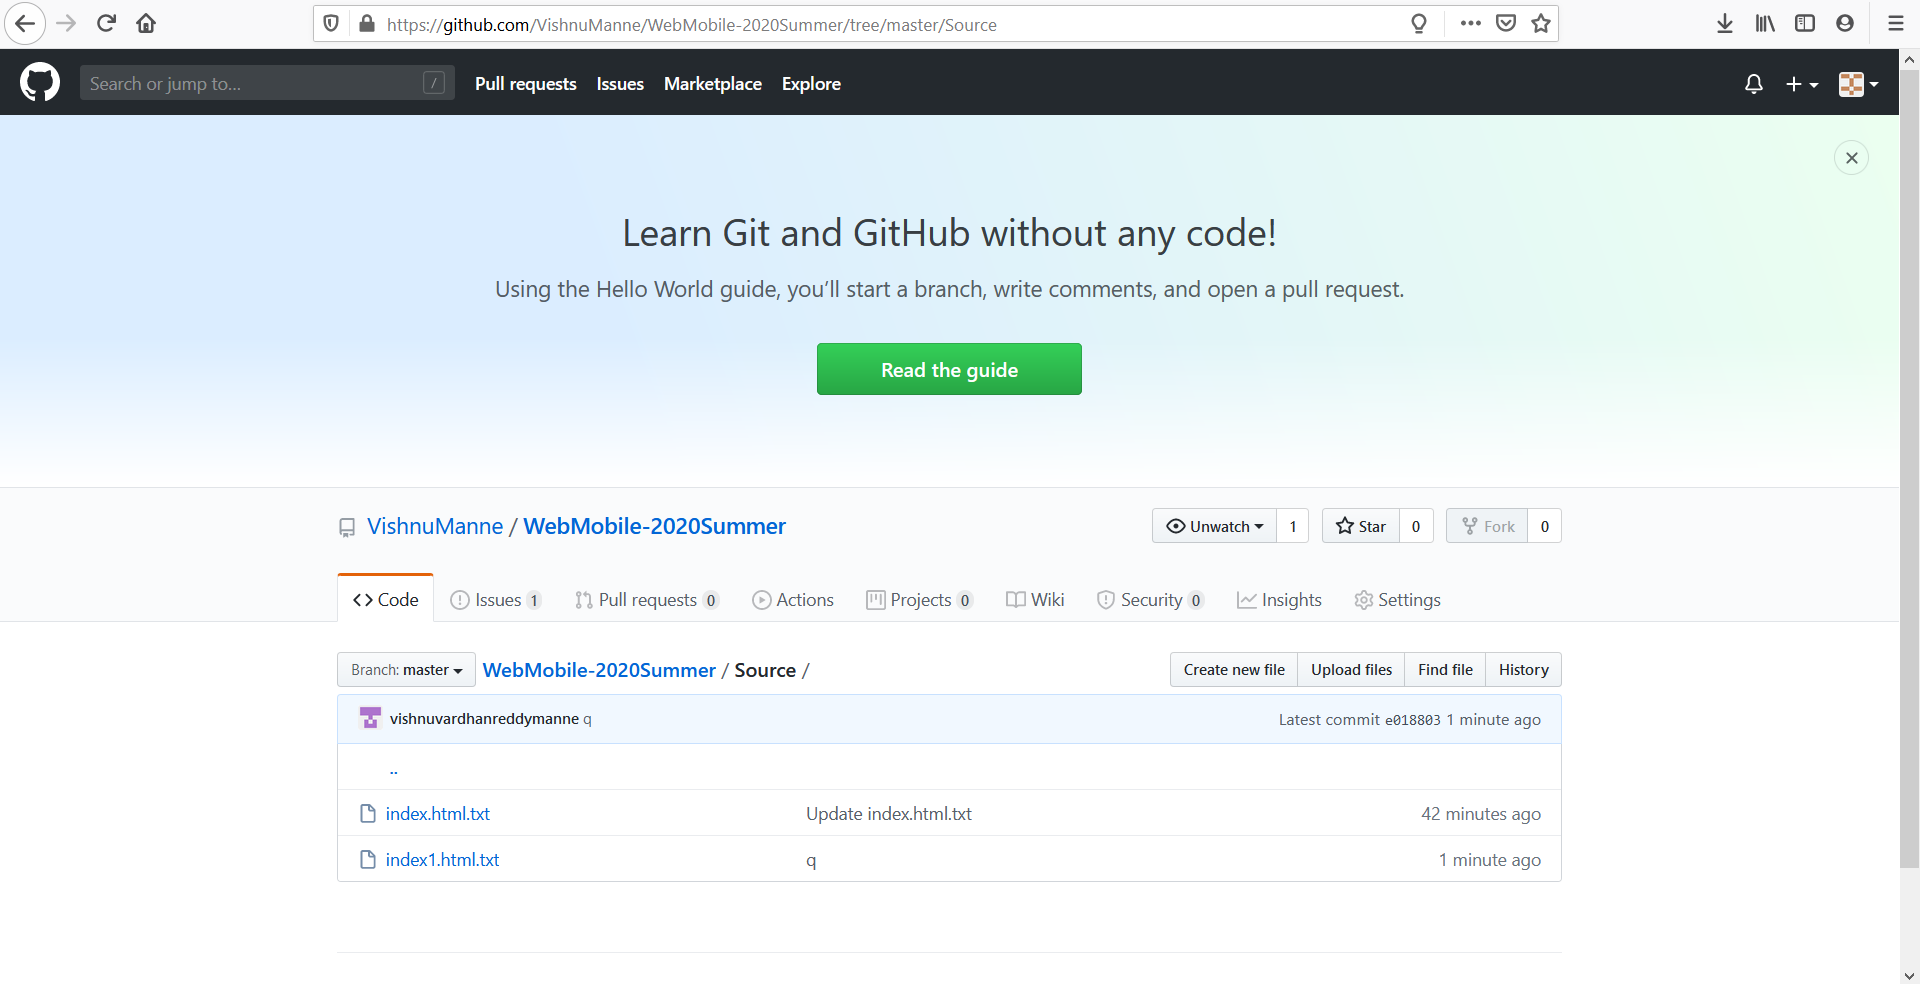 https://github.com/VishnuManne/WebMobile-2020Summer/tree/master/Source
Search or jump to... / Pull requests Issues Marketplace Explore
Learn Git and GitHub without any code!
Using the Hello World guide, you’ll start a branch, write comments, and open a pull request.
Read the guide
VishnuManne / WebMobile-2020Summer Unwatch 1 Star 0 Fork 0
Code Issues 1 Pull requests 0 Actions Projects 0 Wiki Security 0 Insights Settings
Branch: master WebMobile-2020Summer / Source / Create new file Upload files Find file History
vishnuvardhanreddymanne q Latest commit e018803 1 minute ago
..
index.html.txt Update index.html.txt 42 minutes ago
index1.html.txt q 1 minute ago